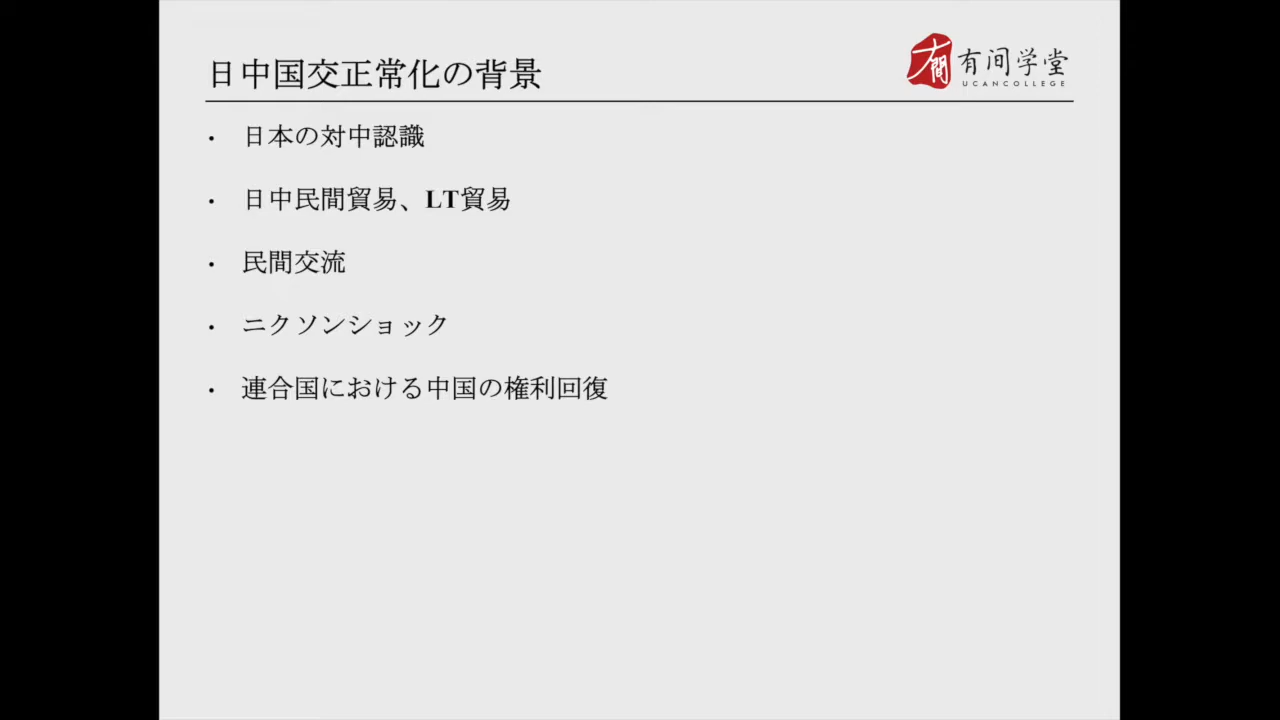 日中国交正常化の背景
有間
有间学堂
UCANCOLLEGE
• 日本の対中認識
• 日中民間貿易、LT貿易
• 民間交流
• ニクソンショック
• 連合国における中国の権利回復